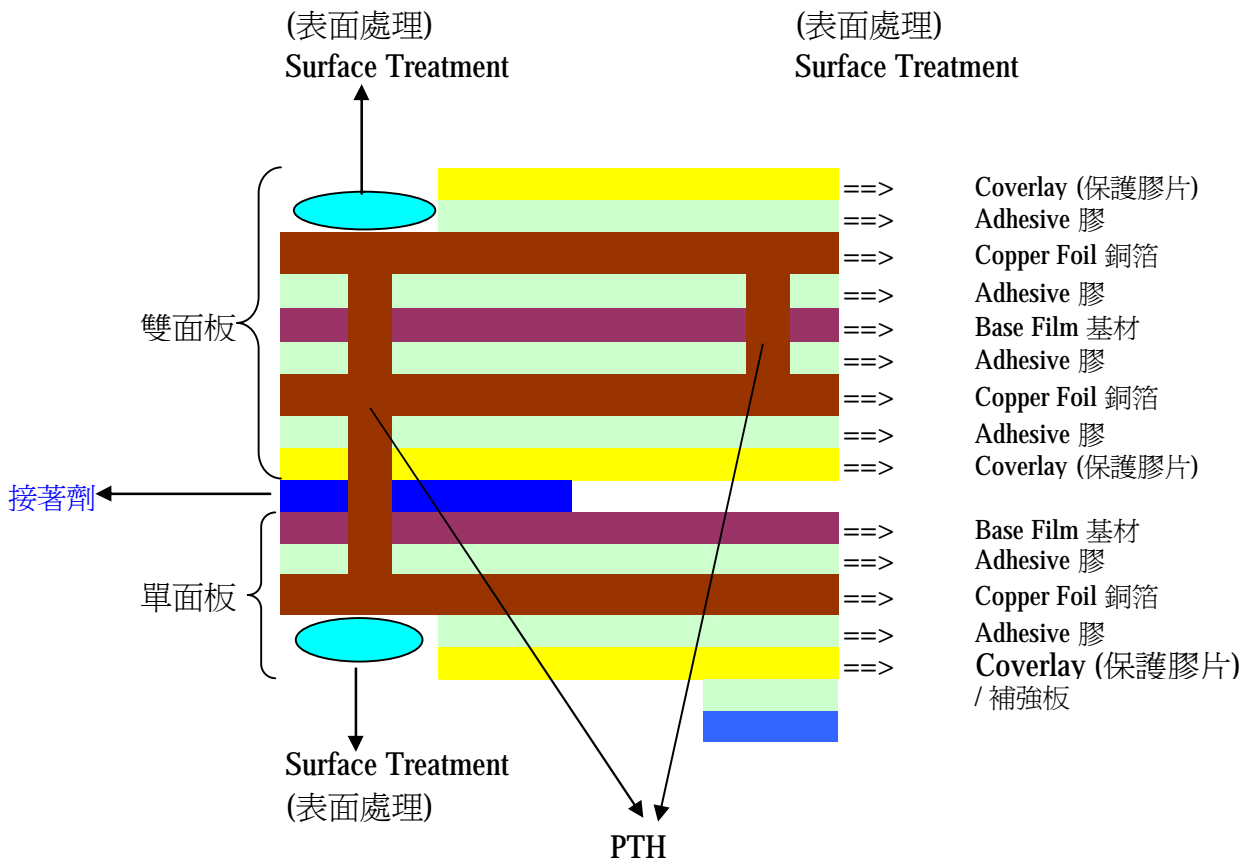 (表面處理)
Surface Treatment
(表面處理)
Surface Treatment
==> Coverlay (保護膠片)
==> Adhesive 膠
==> Copper Foil 銅箔
==> Adhesive 膠
雙面板
==> Base Film 基材
==> Adhesive 膠
==> Copper Foil 銅箔
==> Adhesive 膠
==> Coverlay (保護膠片)
接著劑
==> Base Film 基材
==> Adhesive 膠
單面板
==> Copper Foil 銅箔
==> Adhesive 膠
==> Coverlay (保護膠片)
/ 補強板
Surface Treatment
(表面處理)
PTH